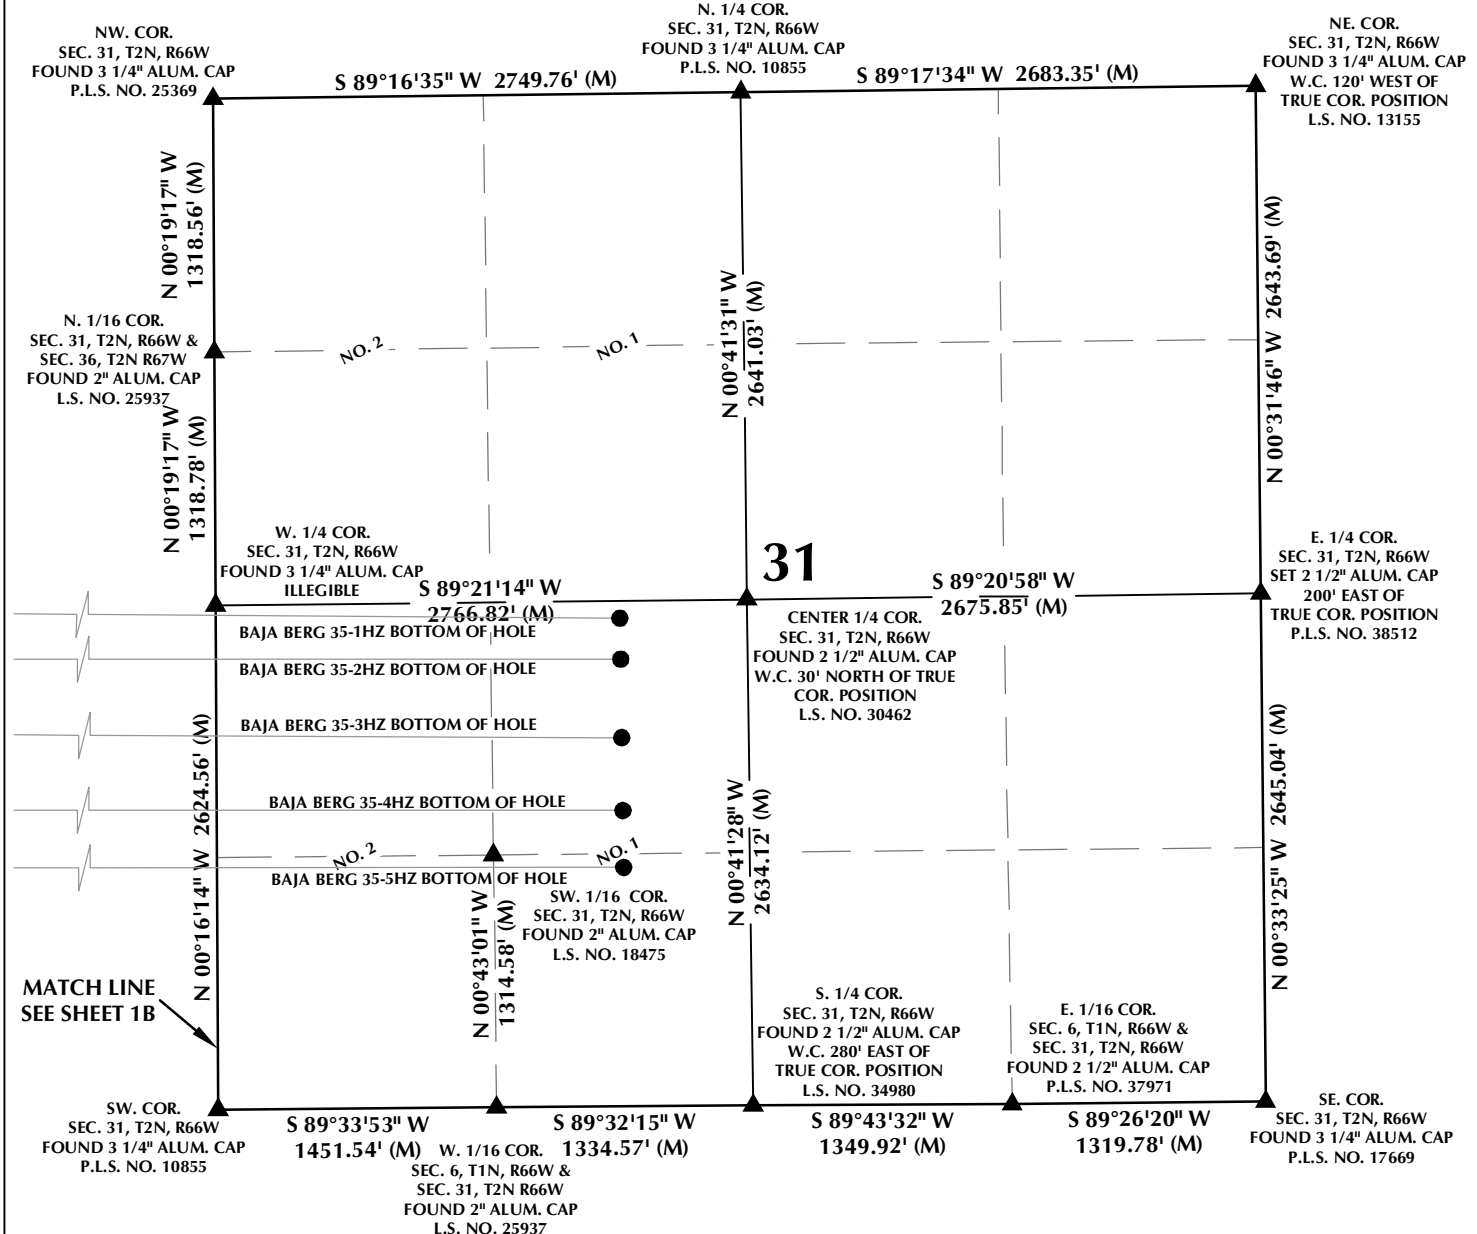 NW. COR.
SEC. 31, T2N, R66W
FOUND 3 1/4" ALUM. CAP
P.L.S. NO. 25369
N. 1/4 COR.
SEC. 31, T2N, R66W
FOUND 3 1/4" ALUM. CAP
P.L.S. NO. 10855
NE. COR.
SEC. 31, T2N, R66W
FOUND 3 1/4" ALUM. CAP
W.C. 120' WEST OF
TRUE COR. POSITION
L.S. NO. 13155
S 89°16'35" W 2749.76' (M)
S 89°17'34" W 2683.35' (M)
N 00°19'17" W
1318.56' (M)
N. 1/16 COR.
SEC. 31, T2N, R66W &
SEC. 36, T2N R67W
FOUND 2" ALUM. CAP
L.S. NO. 25937
NO. 2
NO. 1
N 00°41'31" W
2641.03' (M)
N 00°31'46" W 2643.69' (M)
N 00°19'17" W
1318.78' (M)
W. 1/4 COR.
SEC. 31, T2N, R66W
FOUND 3 1/4" ALUM. CAP
ILLEGIBLE
S 89°21'14" W
2766.82' (M)
31
S 89°20'58" W
2675.85' (M)
E. 1/4 COR.
SEC. 31, T2N, R66W
SET 2 1/2" ALUM. CAP
200' EAST OF
TRUE COR. POSITION
P.L.S. NO. 38512
CENTER 1/4 COR.
SEC. 31, T2N, R66W
FOUND 2 1/2" ALUM. CAP
W.C. 30' NORTH OF TRUE
COR. POSITION
L.S. NO. 30462
BAJA BERG 35-1HZ BOTTOM OF HOLE
BAJA BERG 35-2HZ BOTTOM OF HOLE
BAJA BERG 35-3HZ BOTTOM OF HOLE
BAJA BERG 35-4HZ BOTTOM OF HOLE
NO. 2
NO. 1
BAJA BERG 35-5HZ BOTTOM OF HOLE
N 00°16'14" W 2624.56' (M)
N 00°43'01" W
1314.58' (M)
SW. 1/16 COR.
SEC. 31, T2N, R66W
FOUND 2" ALUM. CAP
L.S. NO. 18475
N 00°41'28" W
2634.12' (M)
N 00°33'25" W 2645.04' (M)
MATCH LINE
SEE SHEET 1B
S. 1/4 COR.
SEC. 31, T2N, R66W
FOUND 2 1/2" ALUM. CAP
W.C. 280' EAST OF
TRUE COR. POSITION
L.S. NO. 34980
E. 1/16 COR.
SEC. 6, T1N, R66W &
SEC. 31, T2N, R66W
FOUND 2 1/2" ALUM. CAP
P.L.S. NO. 37971
SW. COR.
SEC. 31, T2N, R66W
FOUND 3 1/4" ALUM. CAP
P.L.S. NO. 10855
S 89°33'53" W
1451.54' (M)
W. 1/16 COR.
SEC. 6, T1N, R66W &
SEC. 31, T2N R66W
FOUND 2" ALUM. CAP
L.S. NO. 25937
S 89°32'15" W
1334.57' (M)
S 89°43'32" W
1349.92' (M)
S 89°26'20" W
1319.78' (M)
SE. COR.
SEC. 31, T2N, R66W
FOUND 3 1/4" ALUM. CAP
P.L.S. NO. 17669